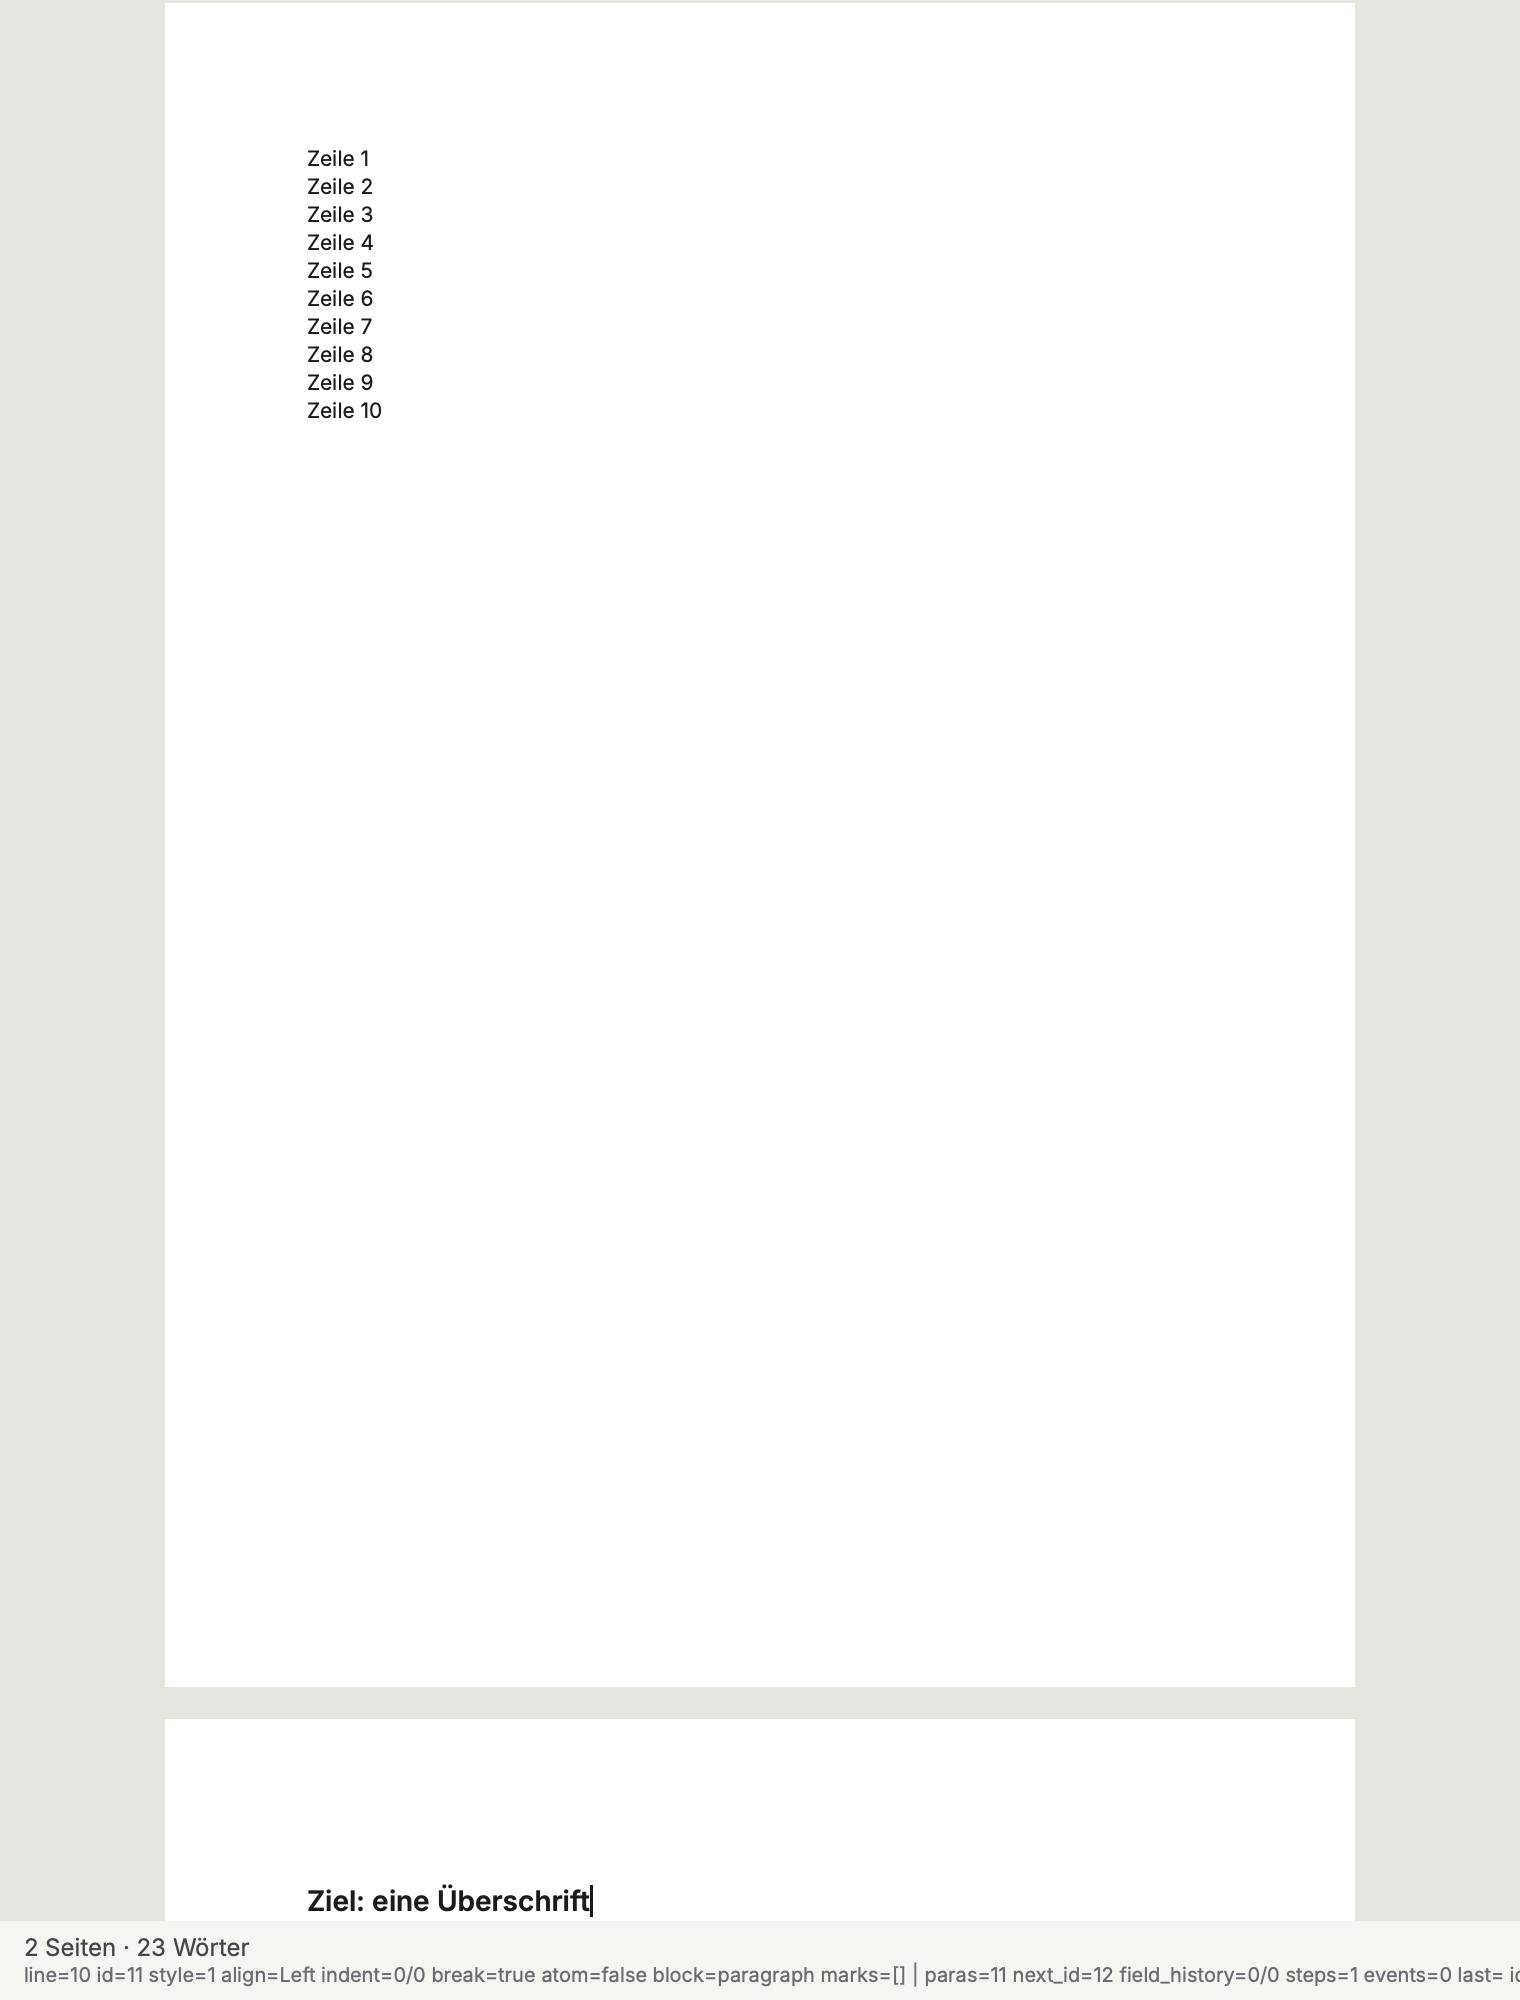 Zeile 1
Zeile 2
Zeile 3
Zeile 4
Zeile 5
Zeile 6
Zeile 7
Zeile 8
Zeile 9
Zeile 10
Ziel: eine Überschrift
2 Seiten · 23 Wörter
line=10 id=11 style=1 align=Left indent=0/0 break=true atom=false block=paragraph marks=[] | paras=11 next_id=12 field_history=0/0 steps=1 events=0 last=